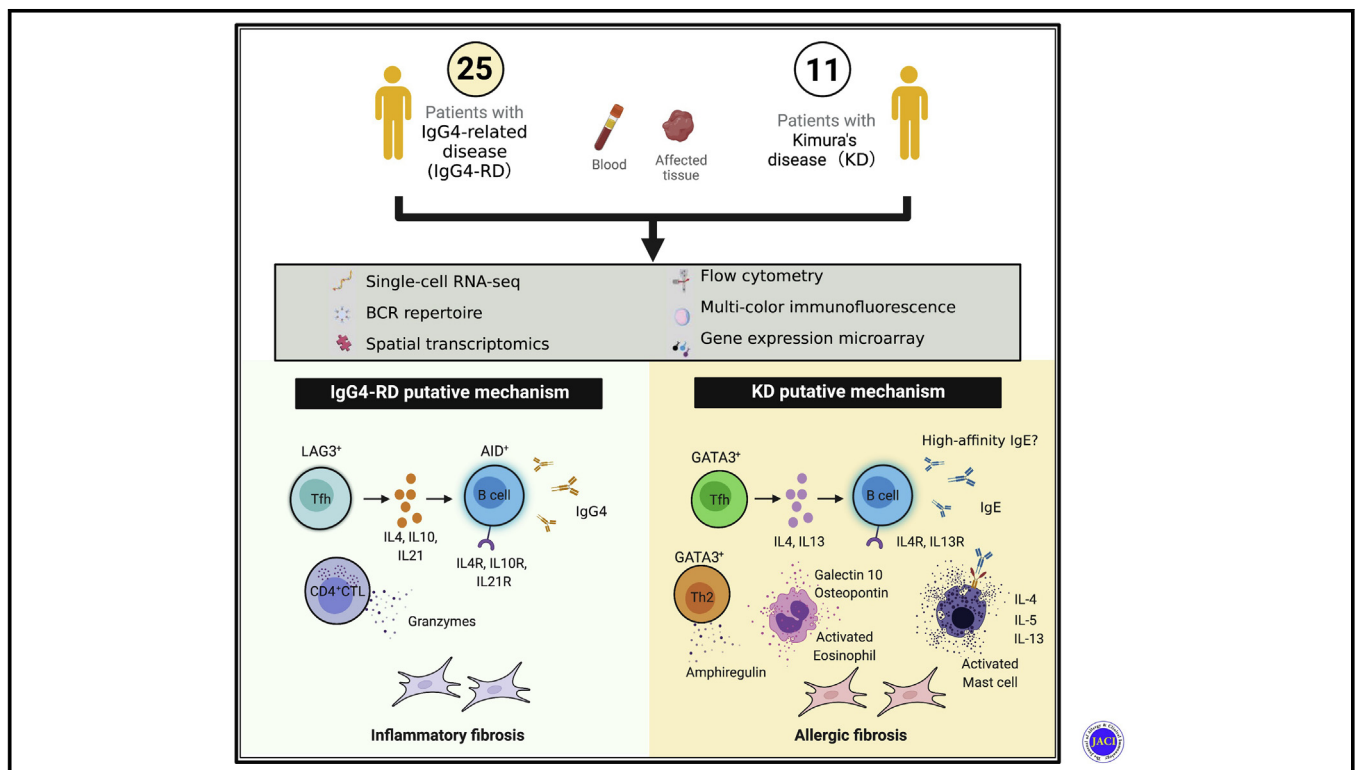 25
Patients with
IgG4-related
disease
(IgG4-RD)
Blood
Affected
tissue
11
Patients with
Kimura's
disease (KD)
Single-cell RNA-seq
BCR repertoire
Spatial transcriptomics
Flow cytometry
Multi-color immunofluorescence
Gene expression microarray
IgG4-RD putative mechanism
LAG3⁺
Tfh
IL4, IL10,
IL21
AID⁺
B cell
IL4R, IL10R,
IL21R
IgG4
CD4⁺CTL
Granzymes
Inflammatory fibrosis
KD putative mechanism
GATA3⁺
Tfh
IL4, IL13
B cell
IL4R, IL13R
High-affinity IgE?
IgE
GATA3⁺
Th2
Amphiregulin
Galectin 10
Osteopontin
Activated
Eosinophil
IL-4
IL-5
IL-13
Activated
Mast cell
Allergic fibrosis
JACI